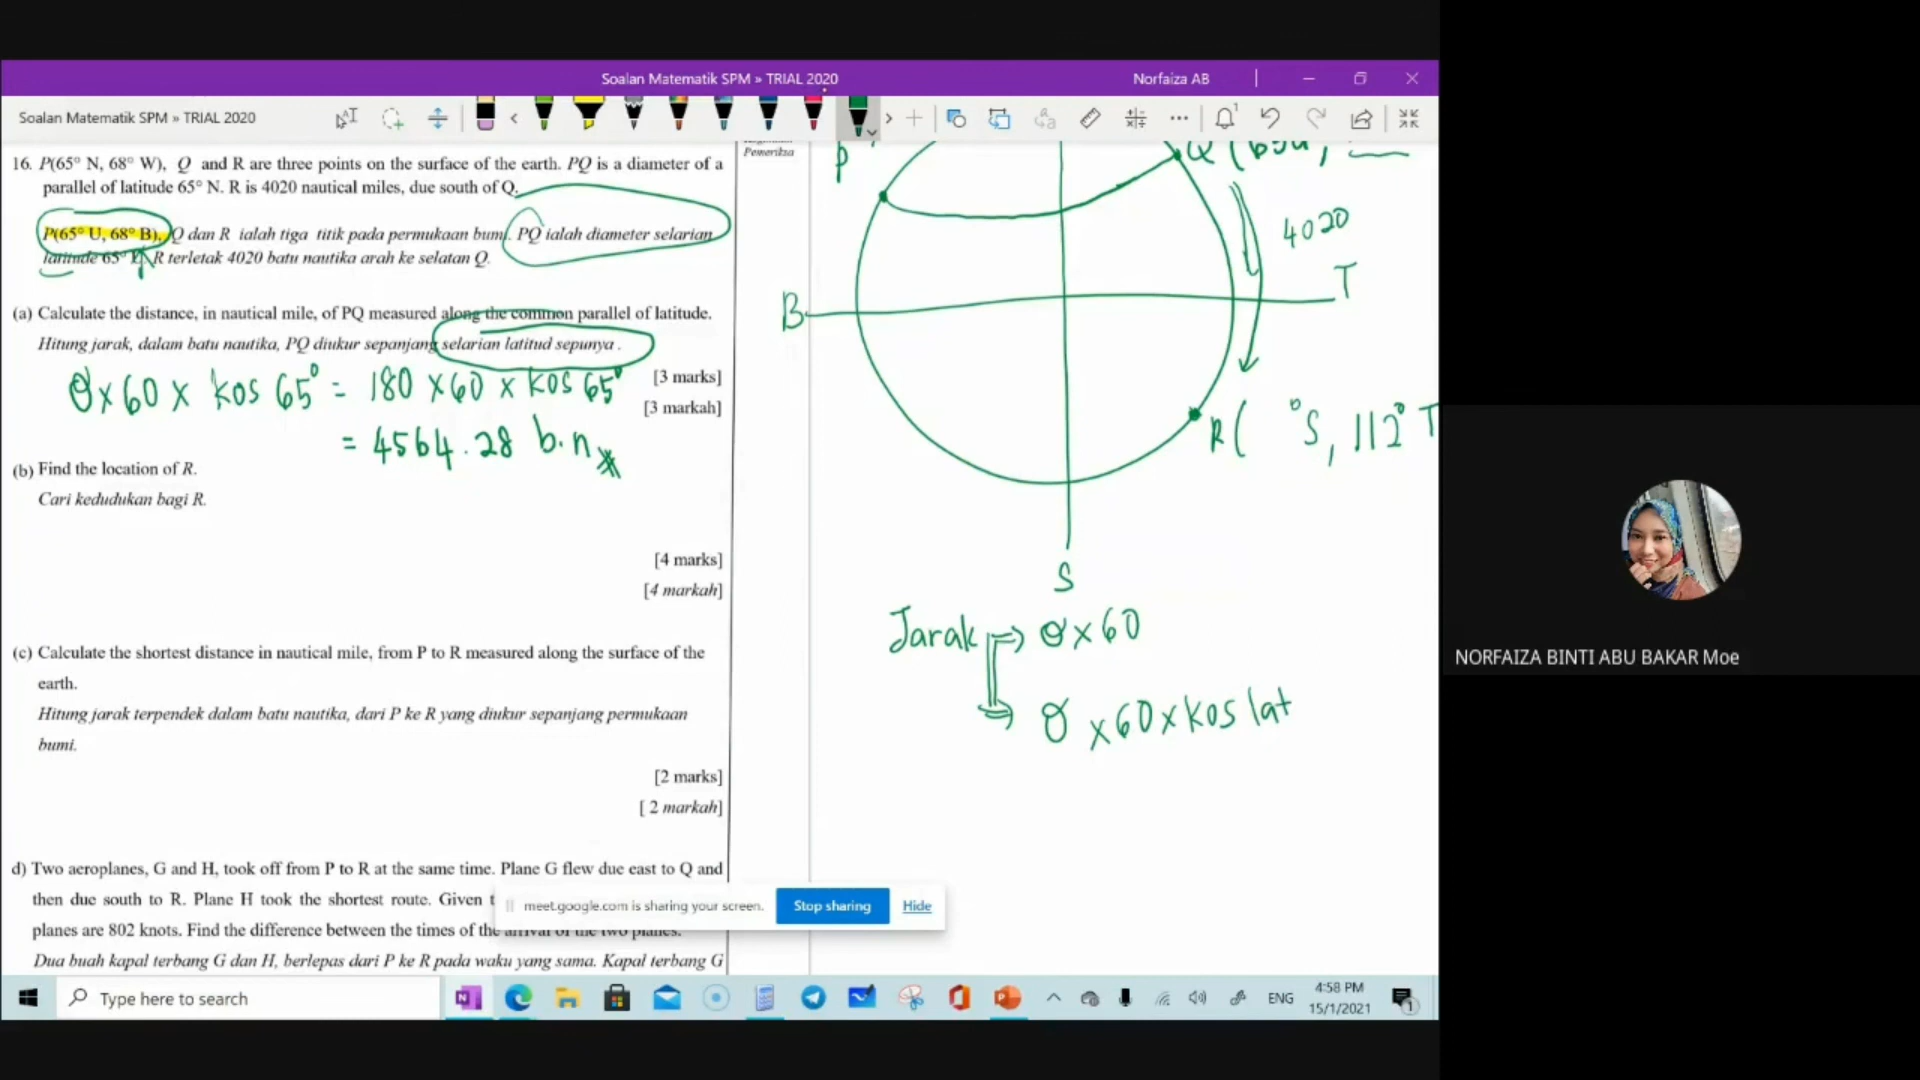 Soalan Matematik SPM » TRIAL 2020
Norfaiza AB
Soalan Matematik SPM » TRIAL 2020
Pemeriksa
16. P(65° N, 68° W), Q and R are three points on the surface of the earth. PQ is a diameter of a
parallel of latitude 65° N. R is 4020 nautical miles, due south of Q.
P(65° U, 68° B), Q dan R ialah tiga titik pada permukaan bumi. PQ ialah diameter selarian
latitude 65° U. R terletak 4020 batu nautika arah ke selatan Q.
(a) Calculate the distance, in nautical mile, of PQ measured along the common parallel of latitude.
Hitung jarak, dalam batu nautika, PQ diukur sepanjang selarian latitud sepunya .
[3 marks]
[3 markah]
θ x 60 x kos 65° = 180 x 60 x kos 65°
= 4564.28 b.n
(b) Find the location of R.
Cari kedudukan bagi R.
[4 marks]
[4 markah]
(c) Calculate the shortest distance in nautical mile, from P to R measured along the surface of the
earth.
Hitung jarak terpendek dalam batu nautika, dari P ke R yang diukur sepanjang permukaan
bumi.
[2 marks]
[ 2 markah]
d) Two aeroplanes, G and H, took off from P to R at the same time. Plane G flew due east to Q and
then due south to R. Plane H took the shortest route. Given
planes are 802 knots. Find the difference between the times of the arrival of the two planes.
Dua buah kapal terbang G dan H, berlepas dari P ke R pada waku yang sama. Kapal terbang G
P
Q (65U,
4020
B
T
R( °S, 112° T
S
Jarak → θ x 60
⇒ θ x 60 x kos lat
meet.google.com is sharing your screen.
Stop sharing
Hide
NORFAIZA BINTI ABU BAKAR Moe
Type here to search
ENG
4:58 PM
15/1/2021
1